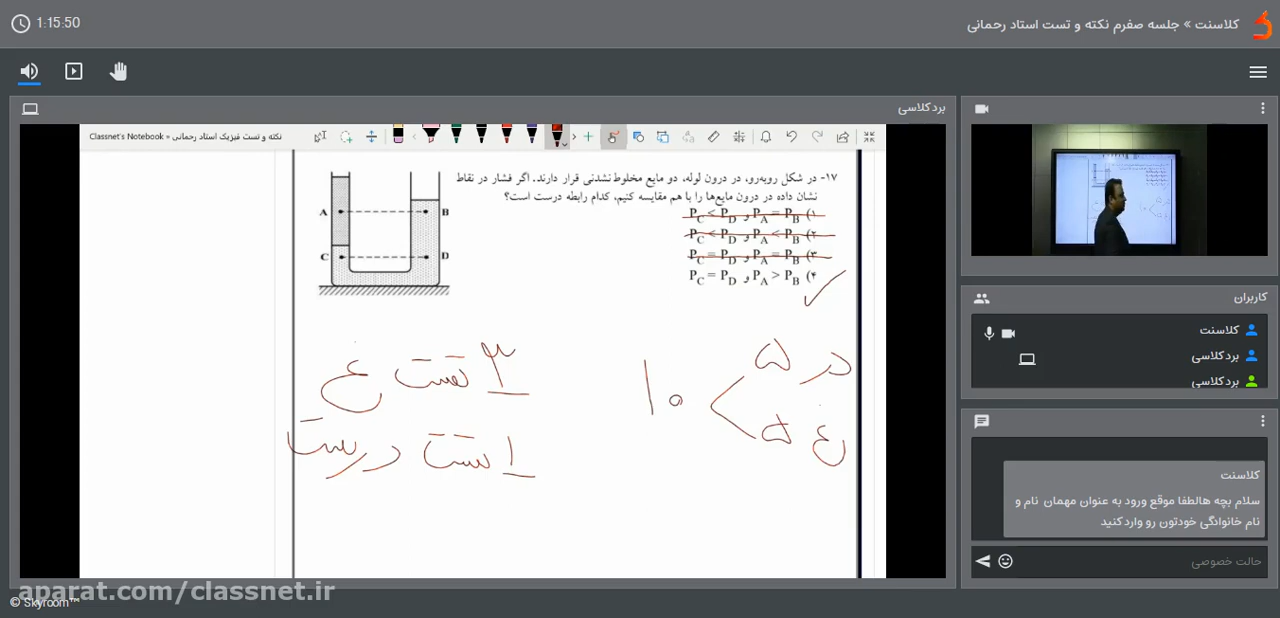 1:15:50
کلاسنت » جلسه صفرم نکته و تست استاد رحمانی
بردکلاسی
Classnet's Notebook » نکته و تست فیزیک استاد رحمانی
۱۷- در شکل روبه‌رو، در درون لوله، دو مایع مخلوط نشدنی قرار دارند. اگر فشار در نقاط
نشان داده در درون مایع‌ها را با هم مقایسه کنیم، کدام رابطه درست است؟
۱) P_A = P_B و P_C < P_D
۲) P_A < P_B و P_C < P_D
۳) P_A = P_B و P_C = P_D
۴) P_A > P_B و P_C = P_D
A B
C D
۳ تست غ
۱ تست درست
۱۰
۵ در
۵ غ
کاربران
کلاسنت
بردکلاسی
بردکلاسی
کلاسنت
سلام بچه هالطفا موقع ورود به عنوان مهمان نام و
نام خانوادگی خودتون رو واردکنید
حالت خصوصی
aparat.com/classnet.ir
© Skyroom™